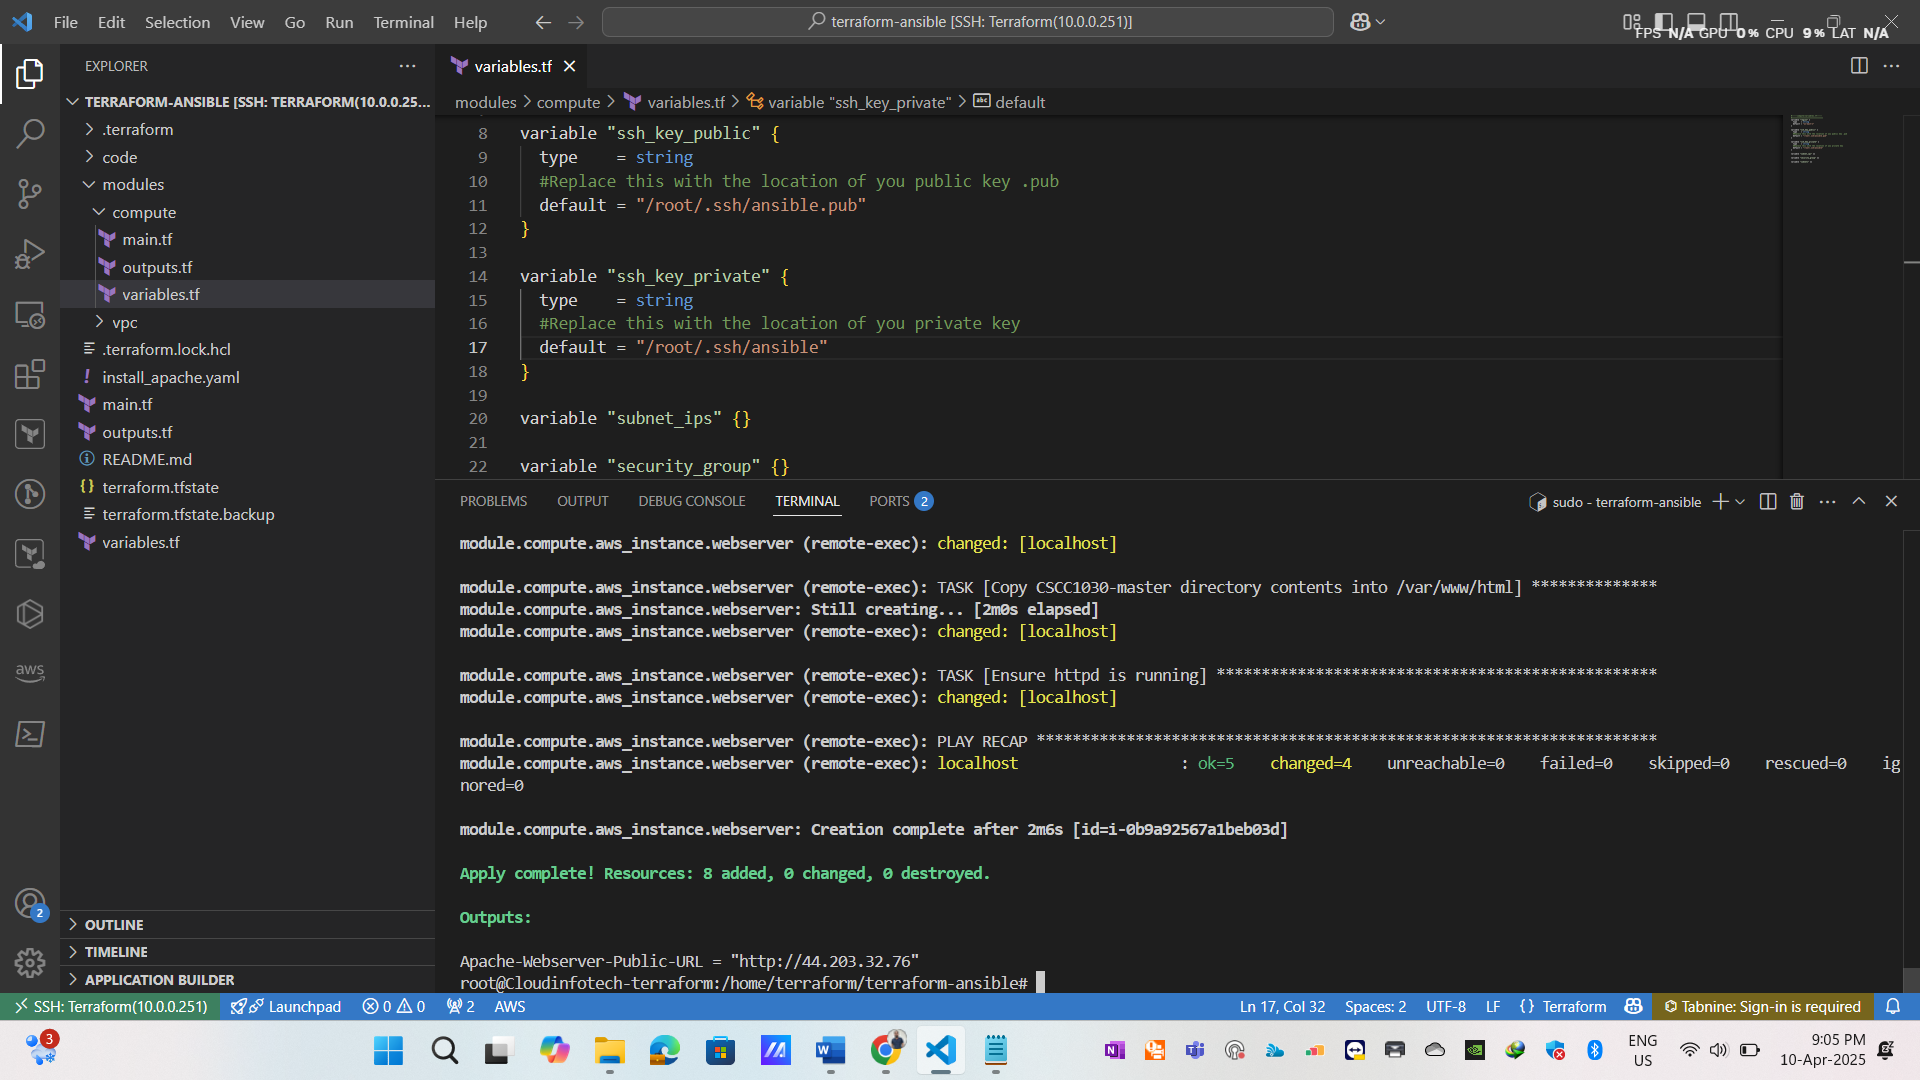 File Edit Selection View Go Run Terminal Help
terraform-ansible [SSH: Terraform(10.0.0.251)]
FPS N/A GPU 0% CPU 9% LAT N/A
EXPLORER
TERRAFORM-ANSIBLE [SSH: TERRAFORM(10.0.0.25...
.terraform
code
modules
compute
main.tf
outputs.tf
variables.tf
vpc
.terraform.lock.hcl
install_apache.yaml
main.tf
outputs.tf
README.md
terraform.tfstate
terraform.tfstate.backup
variables.tf
OUTLINE
TIMELINE
APPLICATION BUILDER
aws
2
variables.tf
modules > compute > variables.tf > variable "ssh_key_private" > default
8 variable "ssh_key_public" {
9 type = string
10 #Replace this with the location of you public key .pub
11 default = "/root/.ssh/ansible.pub"
12 }
13
14 variable "ssh_key_private" {
15 type = string
16 #Replace this with the location of you private key
17 default = "/root/.ssh/ansible"
18 }
19
20 variable "subnet_ips" {}
21
22 variable "security_group" {}
PROBLEMS OUTPUT DEBUG CONSOLE TERMINAL PORTS 2
sudo - terraform-ansible
module.compute.aws_instance.webserver (remote-exec): changed: [localhost]
module.compute.aws_instance.webserver (remote-exec): TASK [Copy CSCC1030-master directory contents into /var/www/html] **************
module.compute.aws_instance.webserver: Still creating... [2m0s elapsed]
module.compute.aws_instance.webserver (remote-exec): changed: [localhost]
module.compute.aws_instance.webserver (remote-exec): TASK [Ensure httpd is running] *************************************************
module.compute.aws_instance.webserver (remote-exec): changed: [localhost]
module.compute.aws_instance.webserver (remote-exec): PLAY RECAP *********************************************************************
module.compute.aws_instance.webserver (remote-exec): localhost : ok=5 changed=4 unreachable=0 failed=0 skipped=0 rescued=0 ig
nored=0
module.compute.aws_instance.webserver: Creation complete after 2m6s [id=i-0b9a92567a1beb03d]
Apply complete! Resources: 8 added, 0 changed, 0 destroyed.
Outputs:
Apache-Webserver-Public-URL = "http://44.203.32.76"
root@Cloudinfotech-terraform:/home/terraform/terraform-ansible#
SSH: Terraform(10.0.0.251) Launchpad 0 0 2 AWS Ln 17, Col 32 Spaces: 2 UTF-8 LF {} Terraform Tabnine: Sign-in is required
3
ENG
US
9:05 PM
10-Apr-2025